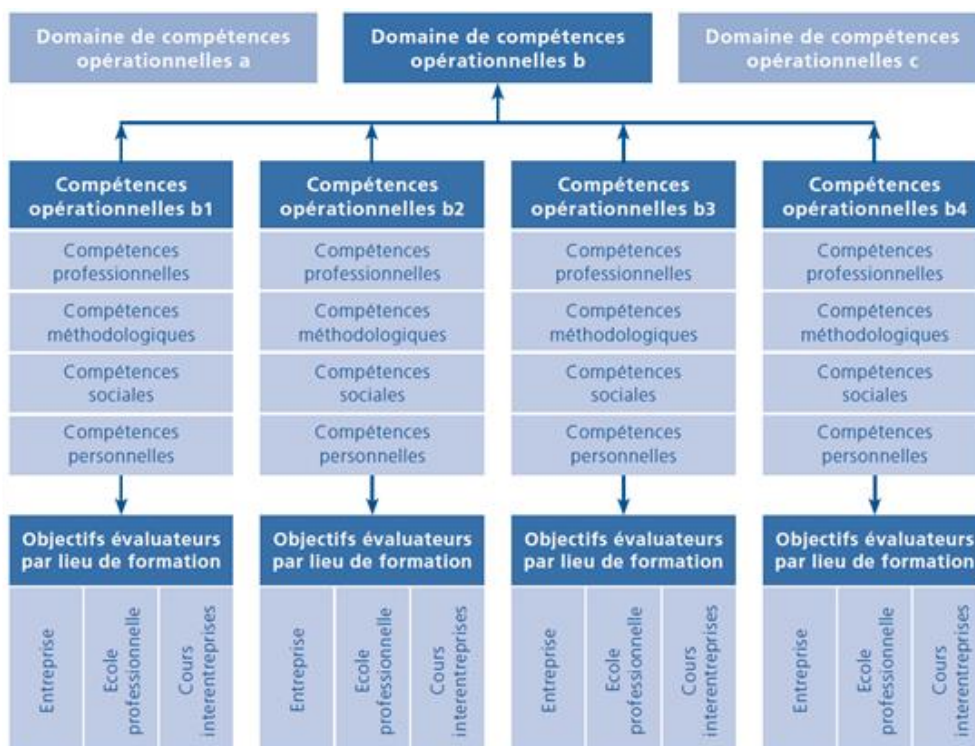 Domaine de compétences
opérationnelles a
Domaine de compétences
opérationnelles b
Domaine de compétences
opérationnelles c
Compétences
opérationnelles b1
Compétences
opérationnelles b2
Compétences
opérationnelles b3
Compétences
opérationnelles b4
Compétences
professionnelles
Compétences
professionnelles
Compétences
professionnelles
Compétences
professionnelles
Compétences
méthodologiques
Compétences
méthodologiques
Compétences
méthodologiques
Compétences
méthodologiques
Compétences
sociales
Compétences
sociales
Compétences
sociales
Compétences
sociales
Compétences
personnelles
Compétences
personnelles
Compétences
personnelles
Compétences
personnelles
Objectifs évaluateurs
par lieu de formation
Objectifs évaluateurs
par lieu de formation
Objectifs évaluateurs
par lieu de formation
Objectifs évaluateurs
par lieu de formation
Entreprise
Ecole
professionnelle
Cours
interentreprises
Entreprise
Ecole
professionnelle
Cours
interentreprises
Entreprise
Ecole
professionnelle
Cours
interentreprises
Entreprise
Ecole
professionnelle
Cours
interentreprises